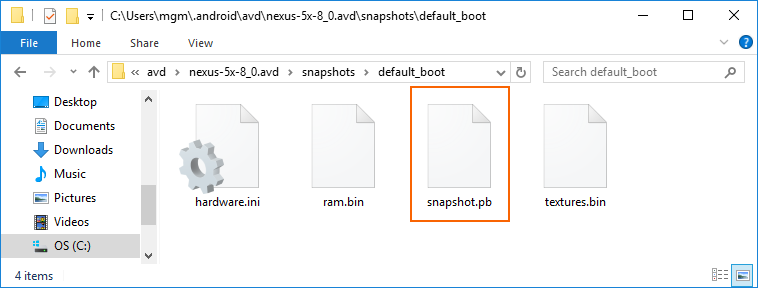 C:\Users\mgm\.android\avd\nexus-5x-8_0.avd\snapshots\default_boot
File Home Share View
avd nexus-5x-8_0.avd snapshots default_boot Search default_boot
Desktop
Documents
Downloads
Music
Pictures
Videos
OS (C:)
hardware.ini ram.bin snapshot.pb textures.bin
4 items